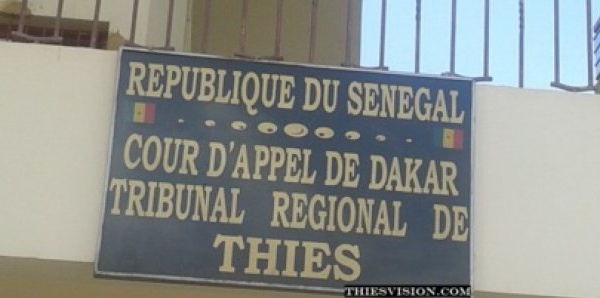 REPUBLIQUE DU SENEGAL
COUR D'APPEL DE DAKAR
TRIBUNAL REGIONAL DE
THIES
THIESVISION.COM